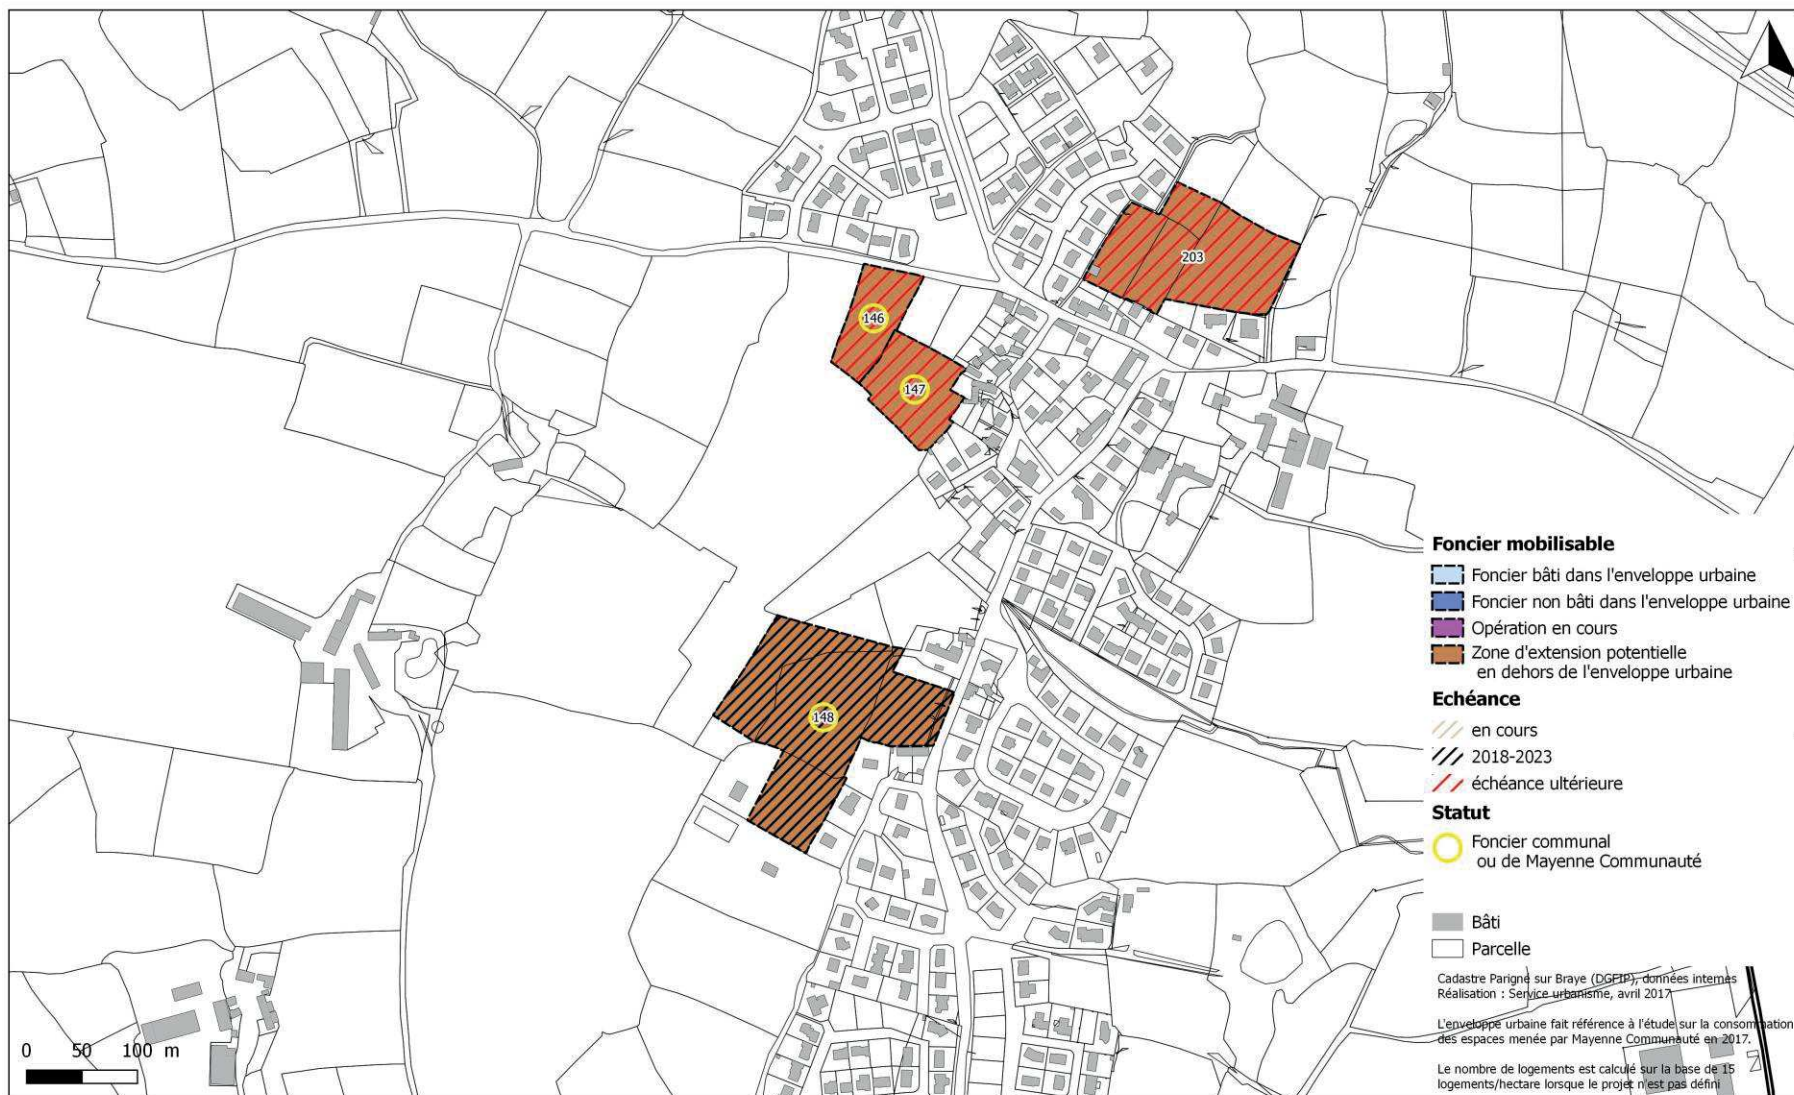 203
146
147
148
Foncier mobilisable
Foncier bâti dans l'enveloppe urbaine
Foncier non bâti dans l'enveloppe urbaine
Opération en cours
Zone d'extension potentielle
en dehors de l'enveloppe urbaine
Echéance
en cours
2018-2023
échéance ultérieure
Statut
Foncier communal
ou de Mayenne Communauté
Bâti
Parcelle
Cadastre Parigné sur Braye (DGFIP), données internes
Réalisation : Service urbanisme, avril 2017
L'enveloppe urbaine fait référence à l'étude sur la consommation
des espaces menée par Mayenne Communauté en 2017.
Le nombre de logements est calculé sur la base de 15
logements/hectare lorsque le projet n'est pas défini
0 50 100 m